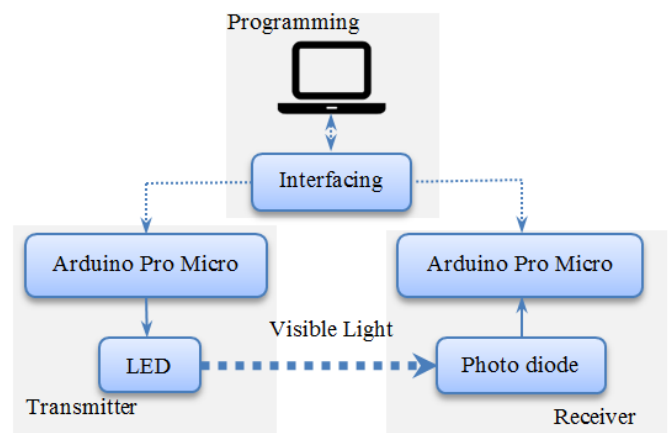 Programming
Interfacing
Arduino Pro Micro
Arduino Pro Micro
Visible Light
LED
Photo diode
Transmitter
Receiver